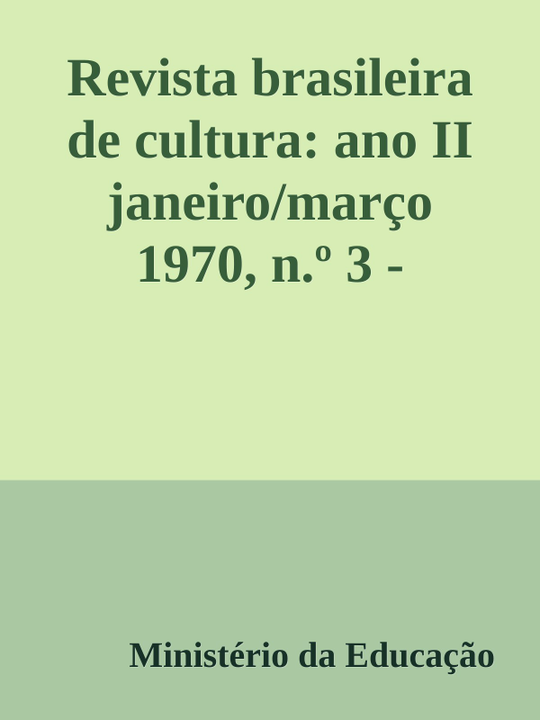 Revista brasileira
de cultura: ano II
janeiro/março
1970, n.º 3 -
Ministério da Educação